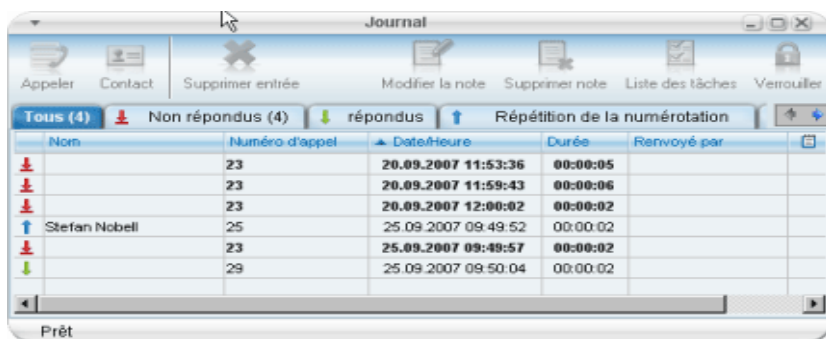 Journal
Appeler Contact Supprimer entrée Modifier la note Supprimer note Liste des tâches Verrouiller
Tous (4) Non répondus (4) répondus Répétition de la numérotation
Nom Numéro d'appel Date/Heure Durée Renvoyé par
23 20.09.2007 11:53:36 00:00:05
23 20.09.2007 11:59:43 00:00:06
23 20.09.2007 12:00:02 00:00:02
Stefan Nobell 25 25.09.2007 09:49:52 00:00:02
23 25.09.2007 09:49:57 00:00:02
29 25.09.2007 09:50:04 00:00:02
Prêt